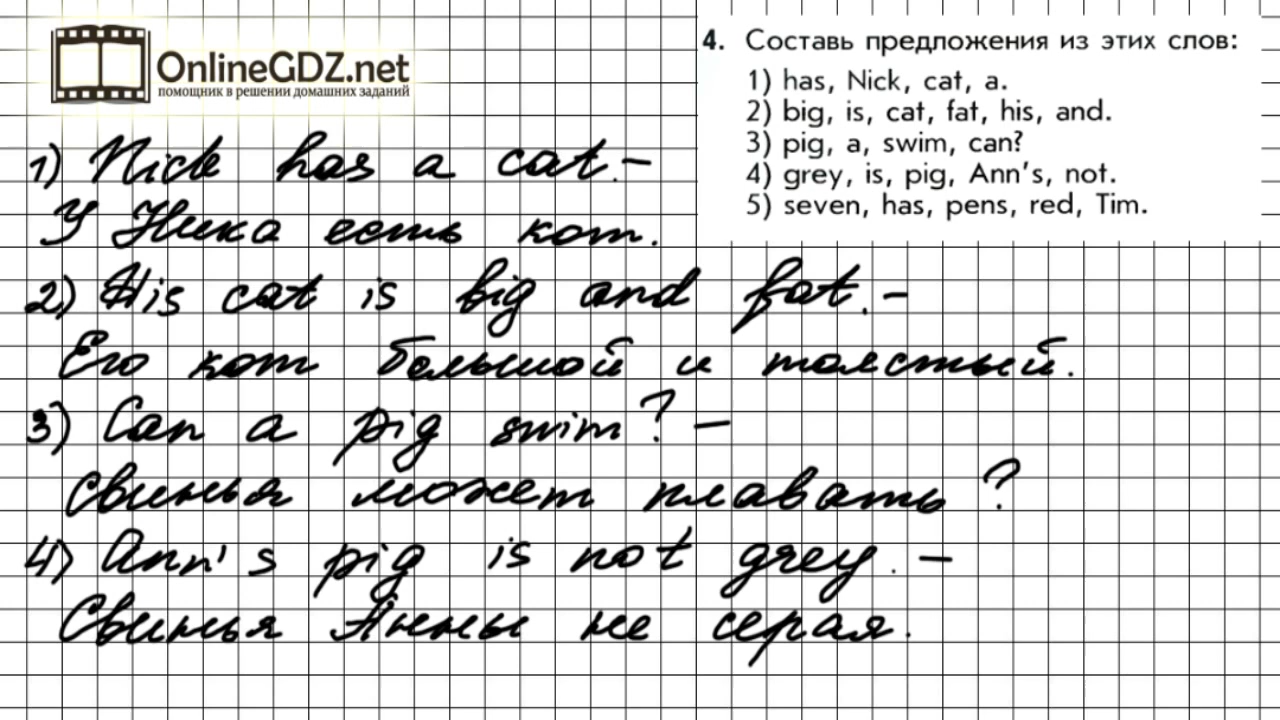 OnlineGDZ.net
помощник в решении домашних заданий
4. Составь предложения из этих слов:
1) has, Nick, cat, a.
2) big, is, cat, fat, his, and.
3) pig, a, swim, can?
4) grey, is, pig, Ann's, not.
5) seven, has, pens, red, Tim.
1) Nick has a cat. –
У Ника есть кот.
2) His cat is big and fat. –
Его кот большой и толстый.
3) Can a pig swim? –
Свинья может плавать?
4) Ann's pig is not grey. –
Свинья Анны не серая.